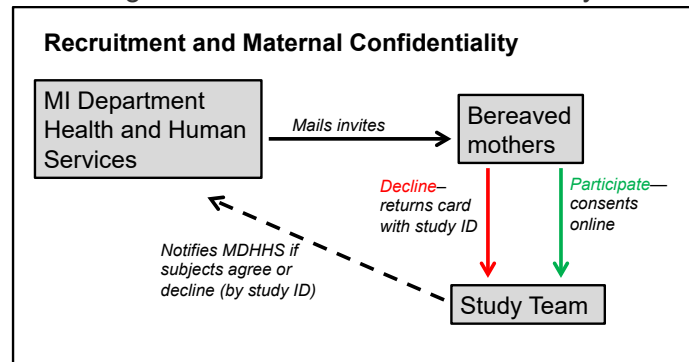 Recruitment and Maternal Confidentiality
MI Department
Health and Human
Services
Mails invites
Bereaved
mothers
Decline–
returns card
with study ID
Participate—
consents
online
Notifies MDHHS if
subjects agree or
decline (by study ID)
Study Team